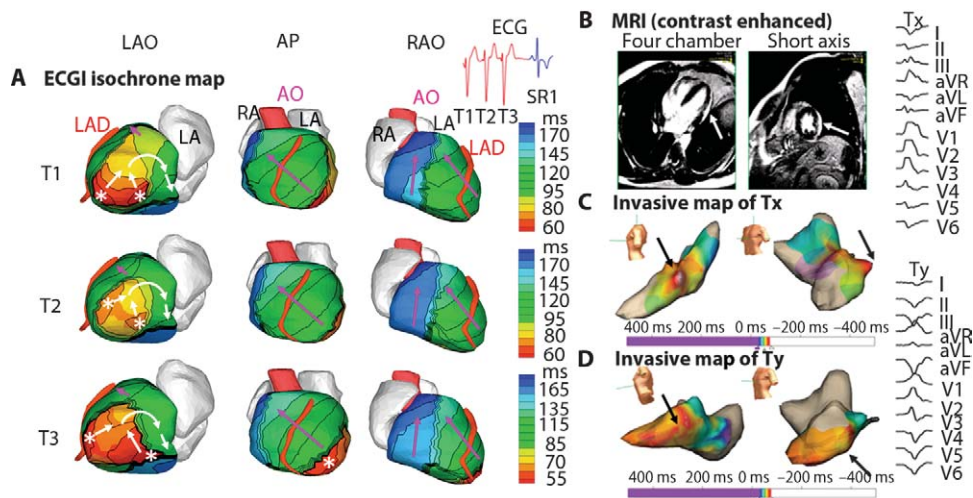 LAO
AP
RAO
ECG
A ECGI isochrone map
T1 T2 T3
SR1
LAD
LA
T1
RA
AO
LA
AO
RA
LA
LAD
ms
170
145
120
95
80
60
T2
ms
170
145
120
95
80
60
T3
ms
165
135
115
85
70
55
B MRI (contrast enhanced)
Four chamber
Short axis
C Invasive map of Tx
400 ms 200 ms 0 ms −200 ms −400 ms
D Invasive map of Ty
400 ms 200 ms 0 ms −200 ms −400 ms
Tx
I
II
III
aVR
aVL
aVF
V1
V2
V3
V4
V5
V6
Ty
I
II
III
aVR
aVL
aVF
V1
V2
V3
V4
V5
V6